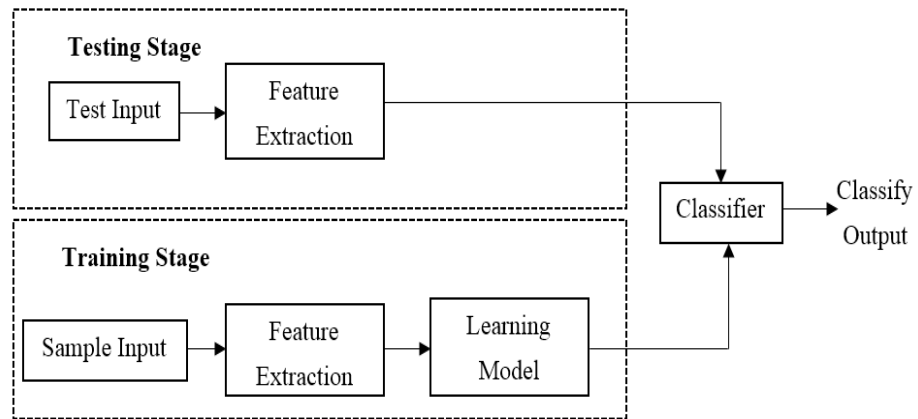 Testing Stage
Test Input
Feature
Extraction
Classifier
Classify
Output
Training Stage
Sample Input
Feature
Extraction
Learning
Model